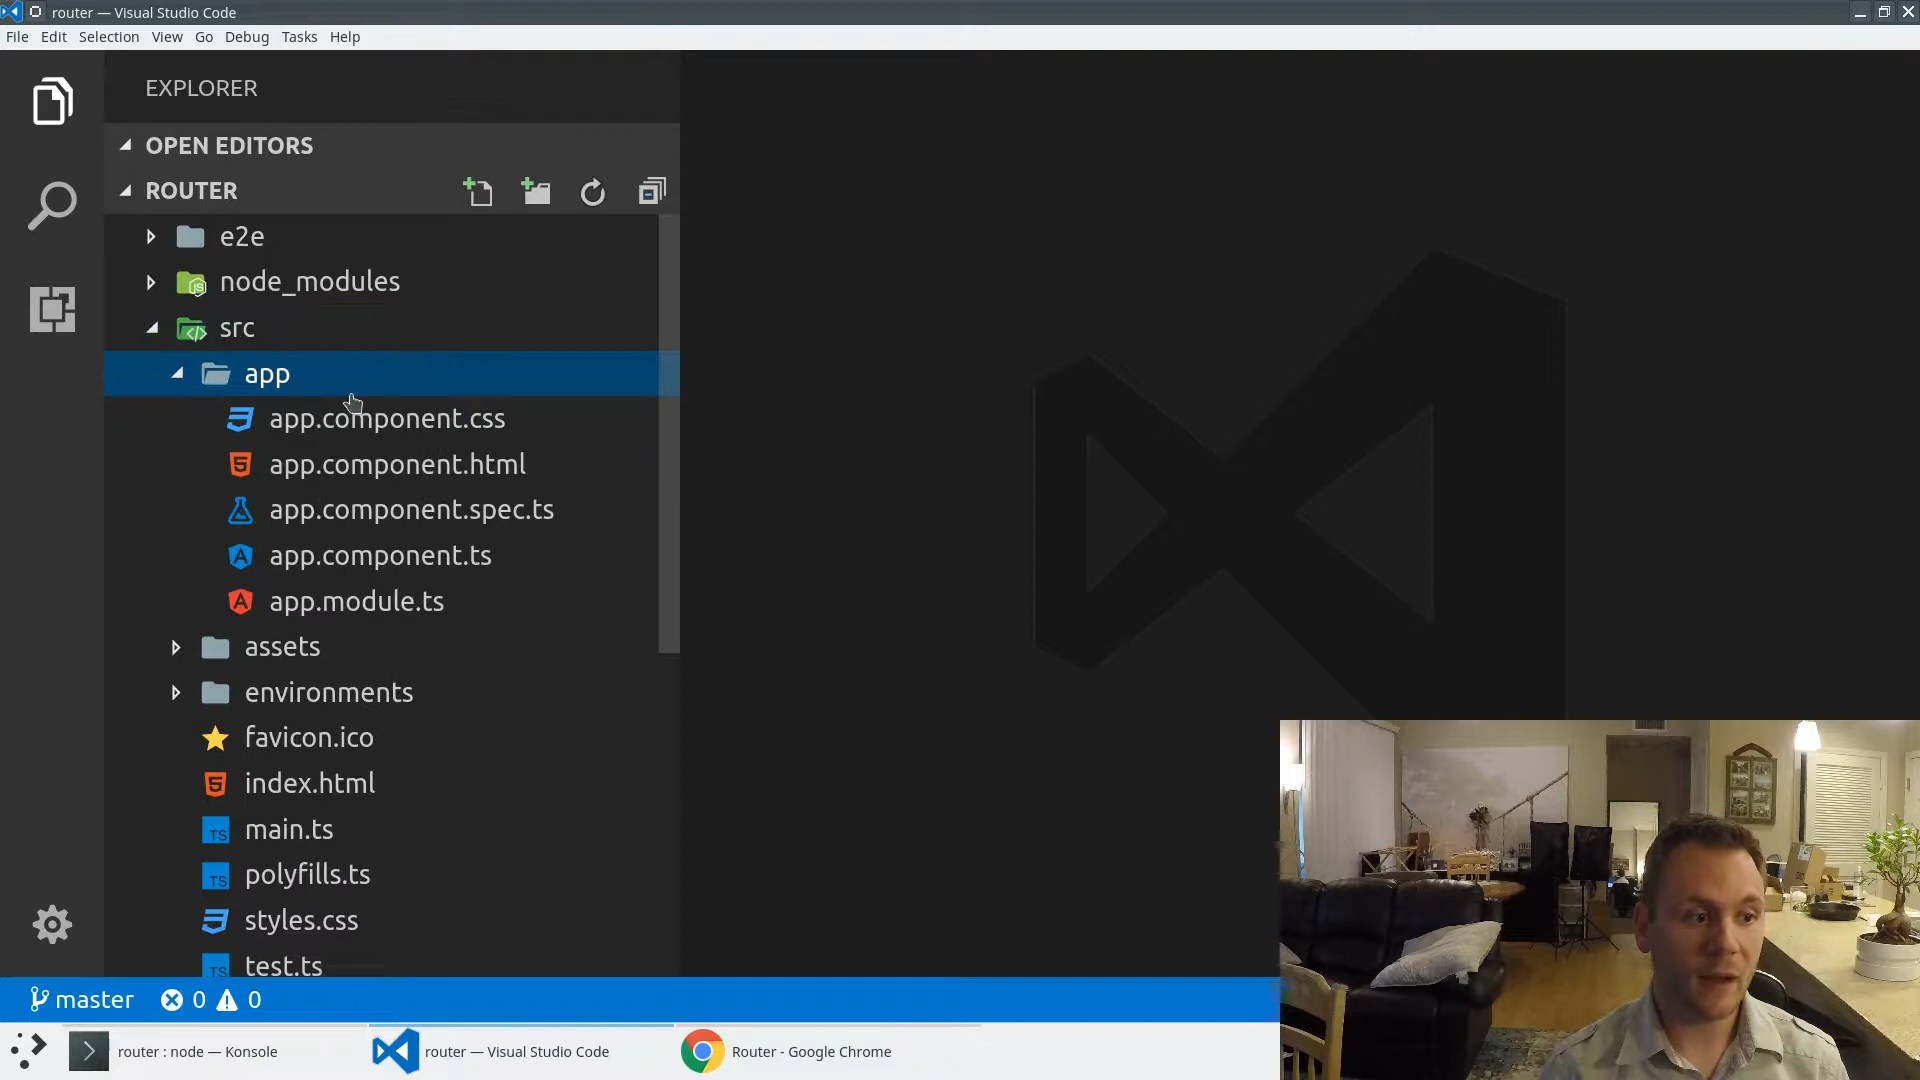 router — Visual Studio Code
File Edit Selection View Go Debug Tasks Help
EXPLORER
OPEN EDITORS
ROUTER
e2e
node_modules
src
app
app.component.css
app.component.html
app.component.spec.ts
app.component.ts
app.module.ts
assets
environments
favicon.ico
index.html
TS main.ts
TS polyfills.ts
styles.css
TS test.ts
master 0 0
router : node — Konsole router — Visual Studio Code Router - Google Chrome